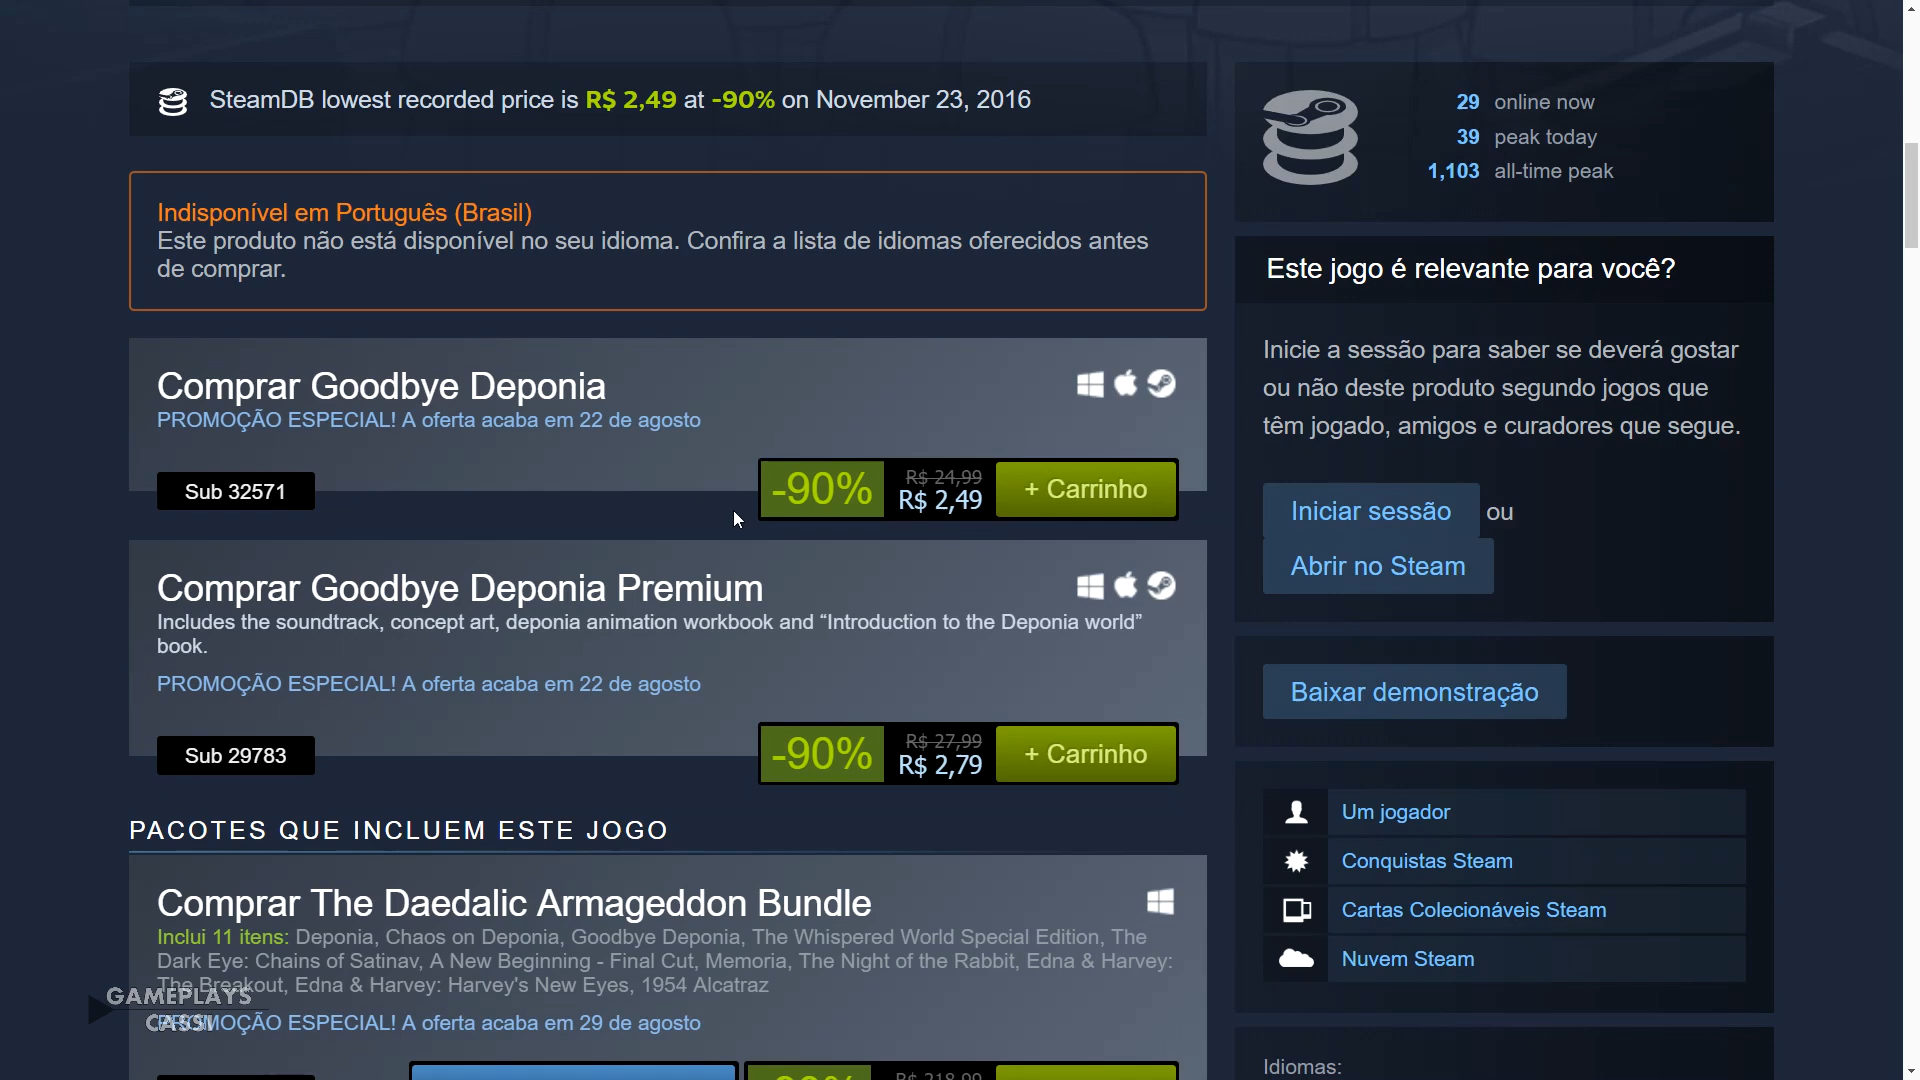 SteamDB lowest recorded price is R$ 2,49 at -90% on November 23, 2016
Indisponível em Português (Brasil)
Este produto não está disponível no seu idioma. Confira a lista de idiomas oferecidos antes
de comprar.
Comprar Goodbye Deponia
PROMOÇÃO ESPECIAL! A oferta acaba em 22 de agosto
Sub 32571
-90%
R$ 24,99
R$ 2,49
+ Carrinho
Comprar Goodbye Deponia Premium
Includes the soundtrack, concept art, deponia animation workbook and “Introduction to the Deponia world”
book.
PROMOÇÃO ESPECIAL! A oferta acaba em 22 de agosto
Sub 29783
-90%
R$ 27,99
R$ 2,79
+ Carrinho
PACOTES QUE INCLUEM ESTE JOGO
Comprar The Daedalic Armageddon Bundle
Inclui 11 itens: Deponia, Chaos on Deponia, Goodbye Deponia, The Whispered World Special Edition, The
Dark Eye: Chains of Satinav, A New Beginning - Final Cut, Memoria, The Night of the Rabbit, Edna & Harvey:
The Breakout, Edna & Harvey: Harvey's New Eyes, 1954 Alcatraz
PROMOÇÃO ESPECIAL! A oferta acaba em 29 de agosto
GAMEPLAYS
CASSI
29 online now
39 peak today
1,103 all-time peak
Este jogo é relevante para você?
Inicie a sessão para saber se deverá gostar
ou não deste produto segundo jogos que
têm jogado, amigos e curadores que segue.
Iniciar sessão ou
Abrir no Steam
Baixar demonstração
Um jogador
Conquistas Steam
Cartas Colecionáveis Steam
Nuvem Steam
Idiomas: